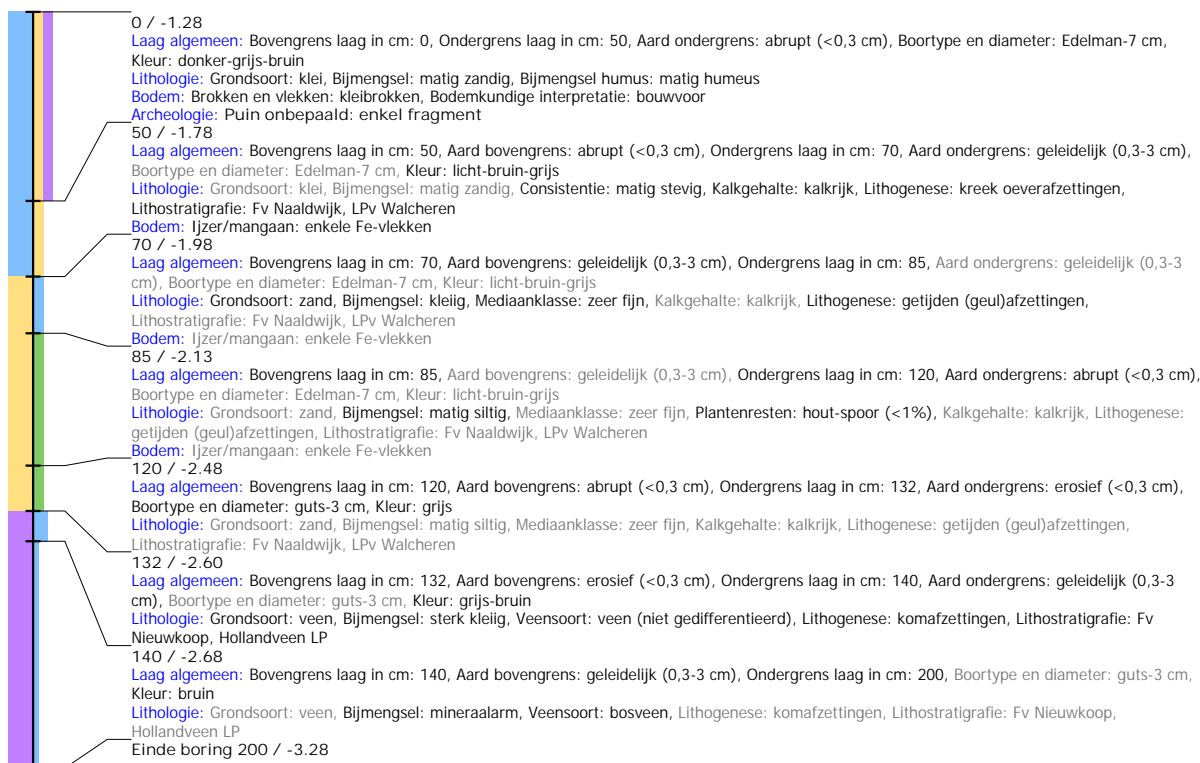 0 / -1.28
Laag algemeen: Bovengrens laag in cm: 0, Ondergrens laag in cm: 50, Aard ondergrens: abrupt (<0,3 cm), Boortype en diameter: Edelman-7 cm,
Kleur: donker-grijs-bruin
Lithologie: Grondsoort: klei, Bijmengsel: matig zandig, Bijmengsel humus: matig humeus
Bodem: Brokken en vlekken: kleibrokken, Bodemkundige interpretatie: bouwvoor
Archeologie: Puin onbepaald: enkel fragment
50 / -1.78
Laag algemeen: Bovengrens laag in cm: 50, Aard bovengrens: abrupt (<0,3 cm), Ondergrens laag in cm: 70, Aard ondergrens: geleidelijk (0,3-3 cm),
Boortype en diameter: Edelman-7 cm, Kleur: licht-bruin-grijs
Lithologie: Grondsoort: klei, Bijmengsel: matig zandig, Consistentie: matig stevig, Kalkgehalte: kalkrijk, Lithogenese: kreek oeverafzettingen,
Lithostratigrafie: Fv Naaldwijk, LPv Walcheren
Bodem: Ijzer/mangaan: enkele Fe-vlekken
70 / -1.98
Laag algemeen: Bovengrens laag in cm: 70, Aard bovengrens: geleidelijk (0,3-3 cm), Ondergrens laag in cm: 85, Aard ondergrens: geleidelijk (0,3-3
cm), Boortype en diameter: Edelman-7 cm, Kleur: licht-bruin-grijs
Lithologie: Grondsoort: zand, Bijmengsel: kleiig, Mediaanklasse: zeer fijn, Kalkgehalte: kalkrijk, Lithogenese: getijden (geul)afzettingen,
Lithostratigrafie: Fv Naaldwijk, LPv Walcheren
Bodem: Ijzer/mangaan: enkele Fe-vlekken
85 / -2.13
Laag algemeen: Bovengrens laag in cm: 85, Aard bovengrens: geleidelijk (0,3-3 cm), Ondergrens laag in cm: 120, Aard ondergrens: abrupt (<0,3 cm),
Boortype en diameter: Edelman-7 cm, Kleur: licht-bruin-grijs
Lithologie: Grondsoort: zand, Bijmengsel: matig siltig, Mediaanklasse: zeer fijn, Plantenresten: hout-spoor (<1%), Kalkgehalte: kalkrijk, Lithogenese:
getijden (geul)afzettingen, Lithostratigrafie: Fv Naaldwijk, LPv Walcheren
Bodem: Ijzer/mangaan: enkele Fe-vlekken
120 / -2.48
Laag algemeen: Bovengrens laag in cm: 120, Aard bovengrens: abrupt (<0,3 cm), Ondergrens laag in cm: 132, Aard ondergrens: erosief (<0,3 cm),
Boortype en diameter: guts-3 cm, Kleur: grijs
Lithologie: Grondsoort: zand, Bijmengsel: matig siltig, Mediaanklasse: zeer fijn, Kalkgehalte: kalkrijk, Lithogenese: getijden (geul)afzettingen,
Lithostratigrafie: Fv Naaldwijk, LPv Walcheren
132 / -2.60
Laag algemeen: Bovengrens laag in cm: 132, Aard bovengrens: erosief (<0,3 cm), Ondergrens laag in cm: 140, Aard ondergrens: geleidelijk (0,3-3
cm), Boortype en diameter: guts-3 cm, Kleur: grijs-bruin
Lithologie: Grondsoort: veen, Bijmengsel: sterk kleiig, Veensoort: veen (niet gedifferentieerd), Lithogenese: komafzettingen, Lithostratigrafie: Fv
Nieuwkoop, Hollandveen LP
140 / -2.68
Laag algemeen: Bovengrens laag in cm: 140, Aard bovengrens: geleidelijk (0,3-3 cm), Ondergrens laag in cm: 200, Boortype en diameter: guts-3 cm,
Kleur: bruin
Lithologie: Grondsoort: veen, Bijmengsel: mineraalarm, Veensoort: bosveen, Lithogenese: komafzettingen, Lithostratigrafie: Fv Nieuwkoop,
Hollandveen LP
Einde boring 200 / -3.28